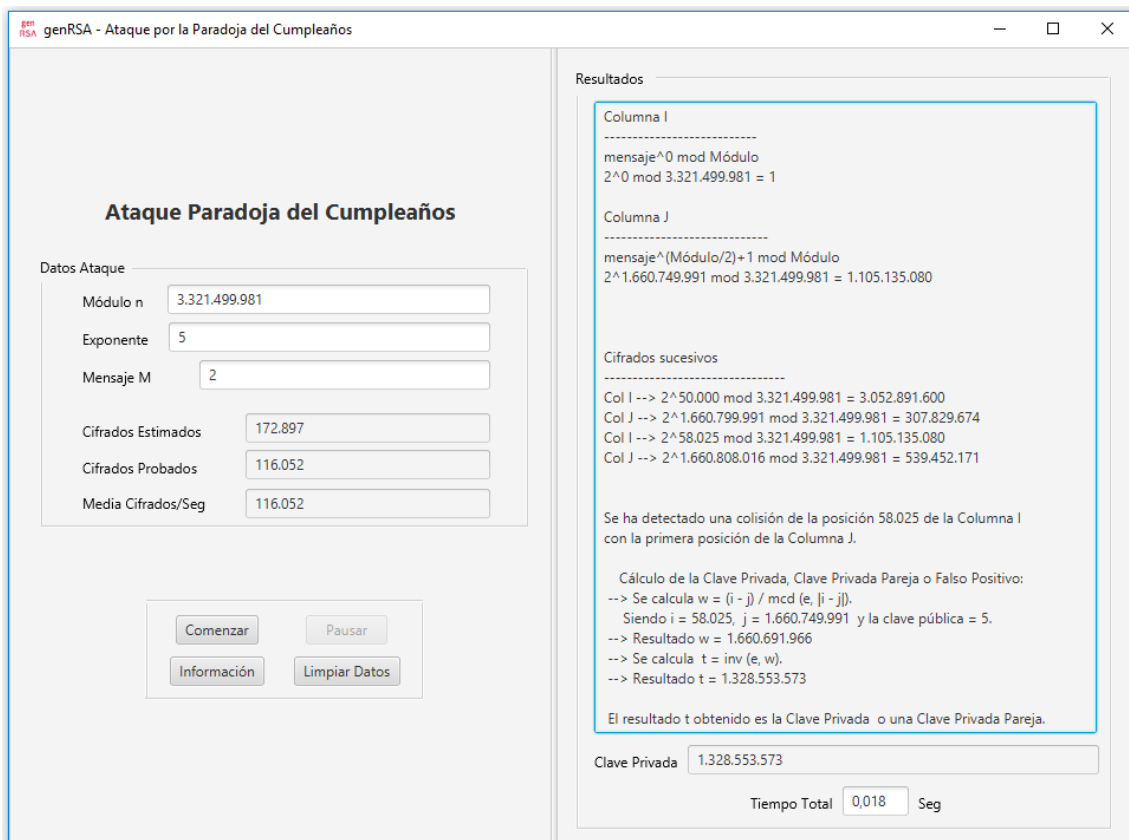 gen
RSA genRSA - Ataque por la Paradoja del Cumpleaños
Ataque Paradoja del Cumpleaños
Datos Ataque
Módulo n 3.321.499.981
Exponente 5
Mensaje M 2
Cifrados Estimados 172.897
Cifrados Probados 116.052
Media Cifrados/Seg 116.052
Comenzar Pausar
Información Limpiar Datos
Resultados
Columna I
----------------------------
mensaje^0 mod Módulo
2^0 mod 3.321.499.981 = 1
Columna J
------------------------------
mensaje^(Módulo/2)+1 mod Módulo
2^1.660.749.991 mod 3.321.499.981 = 1.105.135.080
Cifrados sucesivos
---------------------------------
Col I --> 2^50.000 mod 3.321.499.981 = 3.052.891.600
Col J --> 2^1.660.799.991 mod 3.321.499.981 = 307.829.674
Col I --> 2^58.025 mod 3.321.499.981 = 1.105.135.080
Col J --> 2^1.660.808.016 mod 3.321.499.981 = 539.452.171
Se ha detectado una colisión de la posición 58.025 de la Columna I
con la primera posición de la Columna J.
Cálculo de la Clave Privada, Clave Privada Pareja o Falso Positivo:
--> Se calcula w = (i - j) / mcd (e, |i - j|).
Siendo i = 58.025, j = 1.660.749.991 y la clave pública = 5.
--> Resultado w = 1.660.691.966
--> Se calcula t = inv (e, w).
--> Resultado t = 1.328.553.573
El resultado t obtenido es la Clave Privada o una Clave Privada Pareja.
Clave Privada 1.328.553.573
Tiempo Total 0,018 Seg